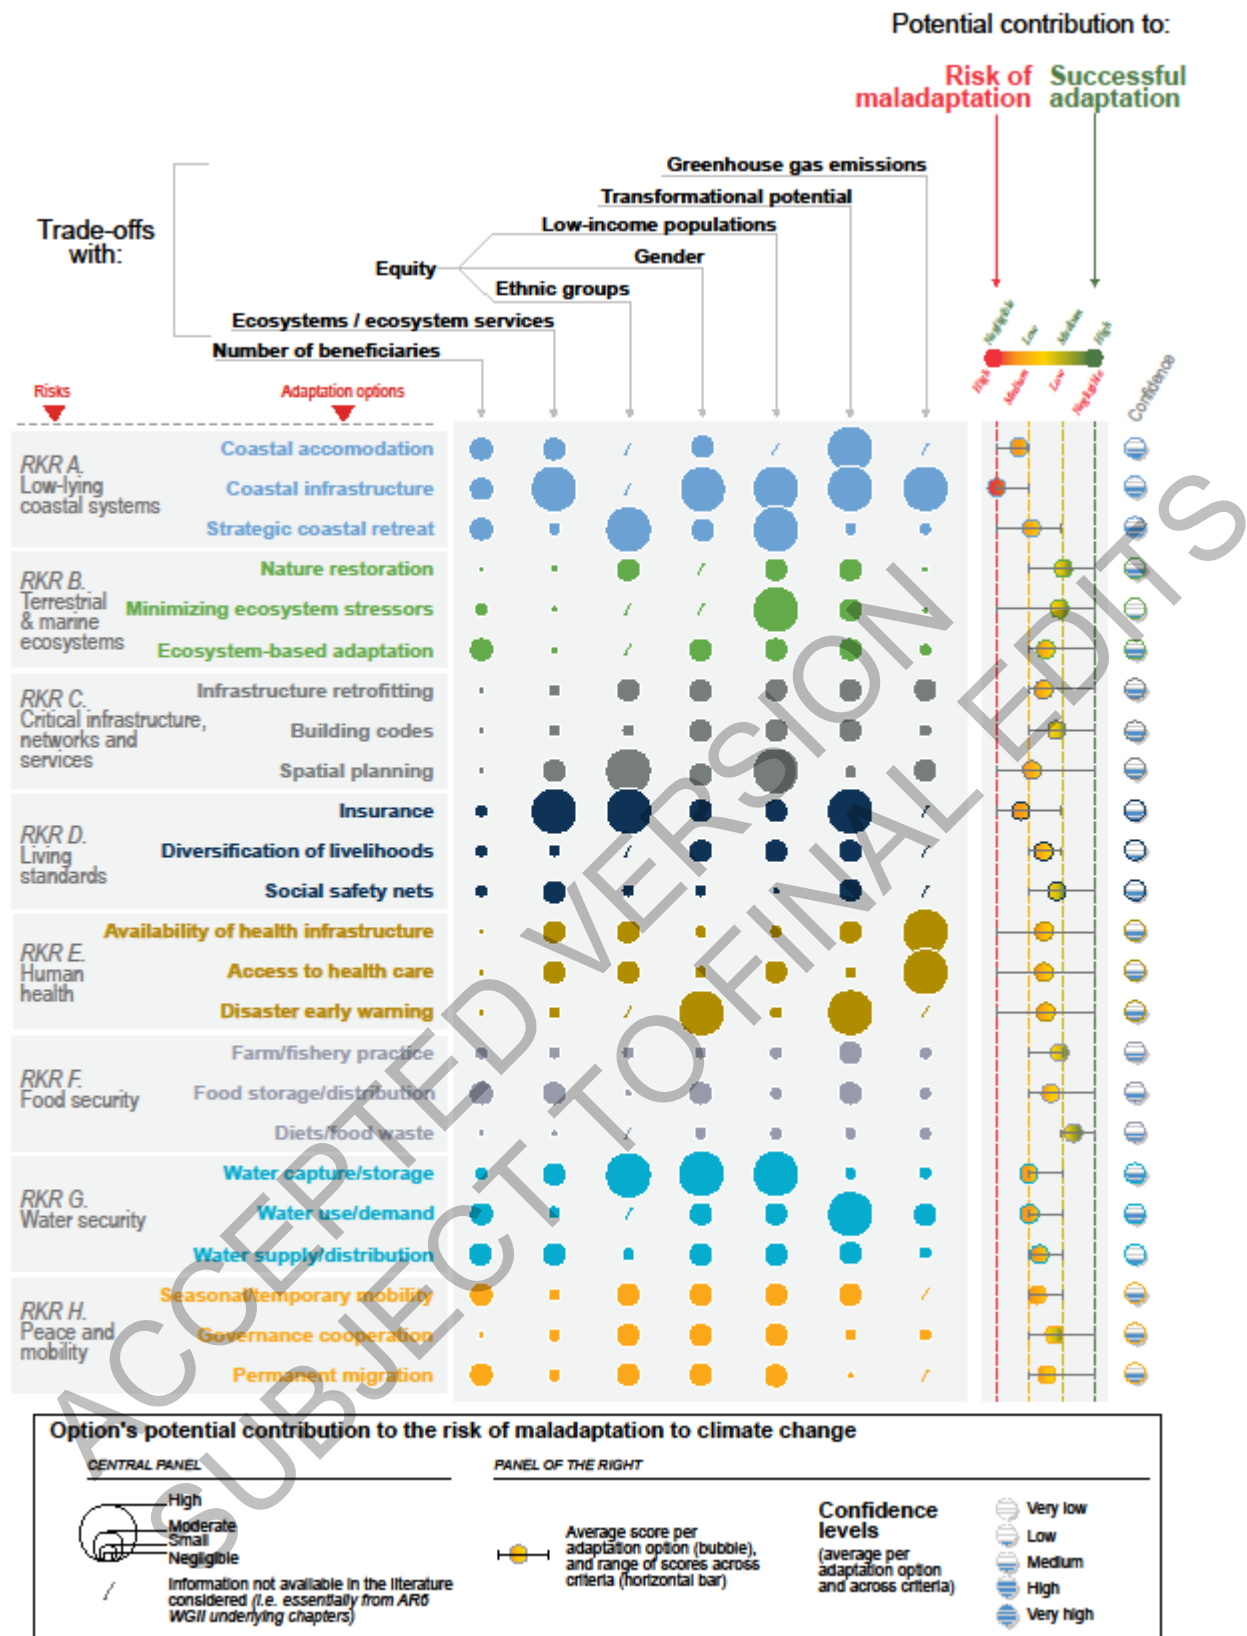 Potential contribution to:
Risk of maladaptation
Successful adaptation
Greenhouse gas emissions
Transformational potential
Low-income populations
Gender
Equity
Ethnic groups
Ecosystems / ecosystem services
Number of beneficiaries
Trade-offs
with:
Negligible
Low
Medium
High
High
Medium
Low
Negligible
Confidence
Risks
Adaptation options
RKR A.
Low-lying
coastal systems
Coastal accomodation
/
/
/
Coastal infrastructure
/
Strategic coastal retreat
RKR B.
Terrestrial
& marine
ecosystems
Nature restoration
/
Minimizing ecosystem stressors
/
/
Ecosystem-based adaptation
/
RKR C.
Critical infrastructure,
networks and
services
Infrastructure retrofitting
Building codes
Spatial planning
RKR D.
Living
standards
Insurance
/
Diversification of livelihoods
/
/
Social safety nets
/
RKR E.
Human
health
Availability of health infrastructure
Access to health care
Disaster early warning
/
/
RKR F.
Food security
Farm/fishery practice
Food storage/distribution
Diets/food waste
/
RKR G.
Water security
Water capture/storage
Water use/demand
/
Water supply/distribution
RKR H.
Peace and
mobility
Seasonal/temporary mobility
/
Governance cooperation
Permanent migration
/
ACCEPTED VERSION
SUBJECT TO FINAL EDITS
Option's potential contribution to the risk of maladaptation to climate change
CENTRAL PANEL
High
Moderate
Small
Negligible
/
Information not available in the literature
considered (i.e. essentially from AR6
WGII underlying chapters)
PANEL OF THE RIGHT
Average score per
adaptation option (bubble),
and range of scores across
criteria (horizontal bar)
Confidence
levels
(average per
adaptation option
and across criteria)
Very low
Low
Medium
High
Very high